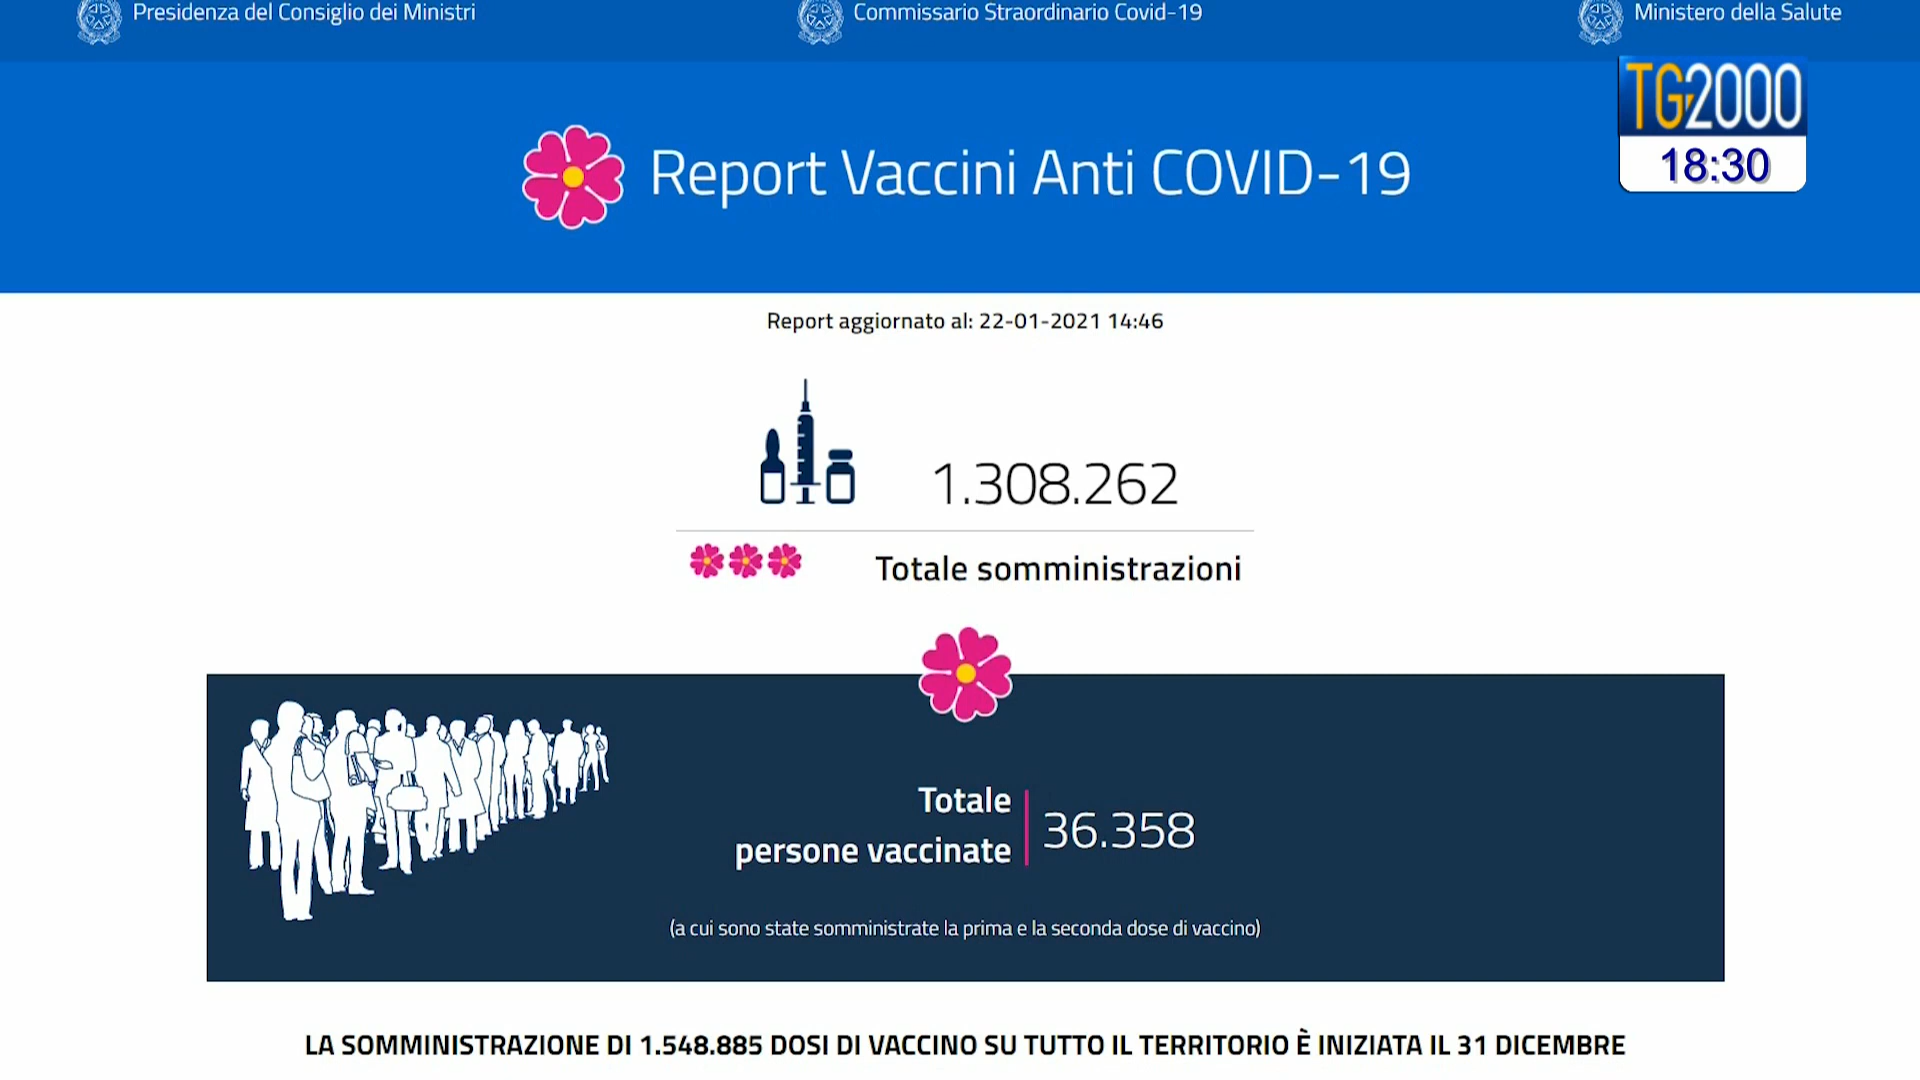 Presidenza del Consiglio dei Ministri
Commissario Straordinario Covid-19
Ministero della Salute
TG2000
18:30
Report Vaccini Anti COVID-19
Report aggiornato al: 22-01-2021 14:46
1.308.262
Totale somministrazioni
Totale
persone vaccinate
36.358
(a cui sono state somministrate la prima e la seconda dose di vaccino)
LA SOMMINISTRAZIONE DI 1.548.885 DOSI DI VACCINO SU TUTTO IL TERRITORIO È INIZIATA IL 31 DICEMBRE